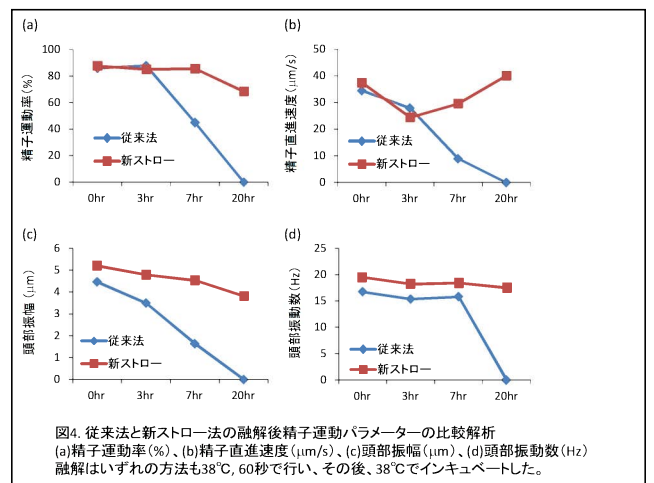 (a)
100
80
60
40
20
0
精子運動率(%)
従来法
新ストロー
0hr 3hr 7hr 20hr
(b)
50
40
30
20
10
0
精子直進速度(μm/s)
従来法
新ストロー
0hr 3hr 7hr 20hr
(c)
6
5
4
3
2
1
0
頭部振幅(μm)
従来法
新ストロー
0hr 3hr 7hr 20hr
(d)
25
20
15
10
5
0
頭部振動数(Hz)
従来法
新ストロー
0hr 3hr 7hr 20hr
図4. 従来法と新ストロー法の融解後精子運動パラメーターの比較解析
(a)精子運動率(%)、(b)精子直進速度(μm/s)、(c)頭部振幅(μm)、(d)頭部振動数(Hz)
融解はいずれの方法も38℃, 60秒で行い、その後、38℃でインキュベートした。